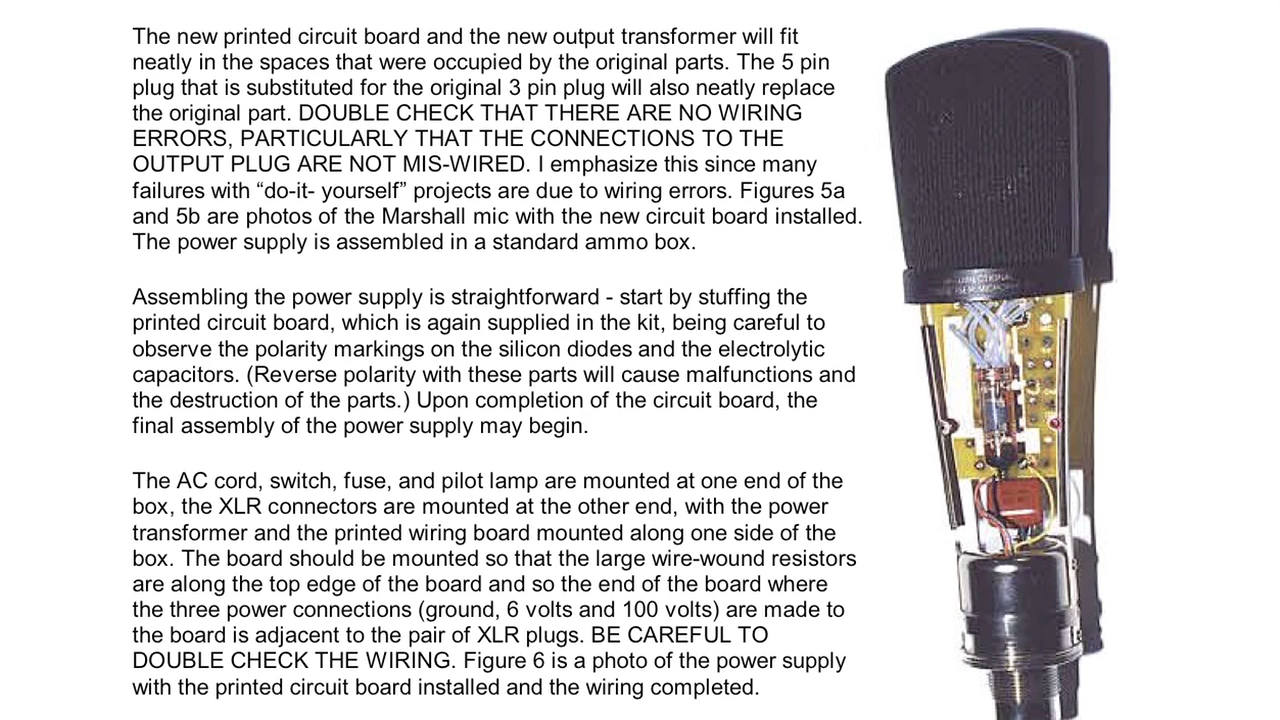 The new printed circuit board and the new output transformer will fit
neatly in the spaces that were occupied by the original parts. The 5 pin
plug that is substituted for the original 3 pin plug will also neatly replace
the original part. DOUBLE CHECK THAT THERE ARE NO WIRING
ERRORS, PARTICULARLY THAT THE CONNECTIONS TO THE
OUTPUT PLUG ARE NOT MIS-WIRED. I emphasize this since many
failures with “do-it- yourself” projects are due to wiring errors. Figures 5a
and 5b are photos of the Marshall mic with the new circuit board installed.
The power supply is assembled in a standard ammo box.
Assembling the power supply is straightforward - start by stuffing the
printed circuit board, which is again supplied in the kit, being careful to
observe the polarity markings on the silicon diodes and the electrolytic
capacitors. (Reverse polarity with these parts will cause malfunctions and
the destruction of the parts.) Upon completion of the circuit board, the
final assembly of the power supply may begin.
The AC cord, switch, fuse, and pilot lamp are mounted at one end of the
box, the XLR connectors are mounted at the other end, with the power
transformer and the printed wiring board mounted along one side of the
box. The board should be mounted so that the large wire-wound resistors
are along the top edge of the board and so the end of the board where
the three power connections (ground, 6 volts and 100 volts) are made to
the board is adjacent to the pair of XLR plugs. BE CAREFUL TO
DOUBLE CHECK THE WIRING. Figure 6 is a photo of the power supply
with the printed circuit board installed and the wiring completed.